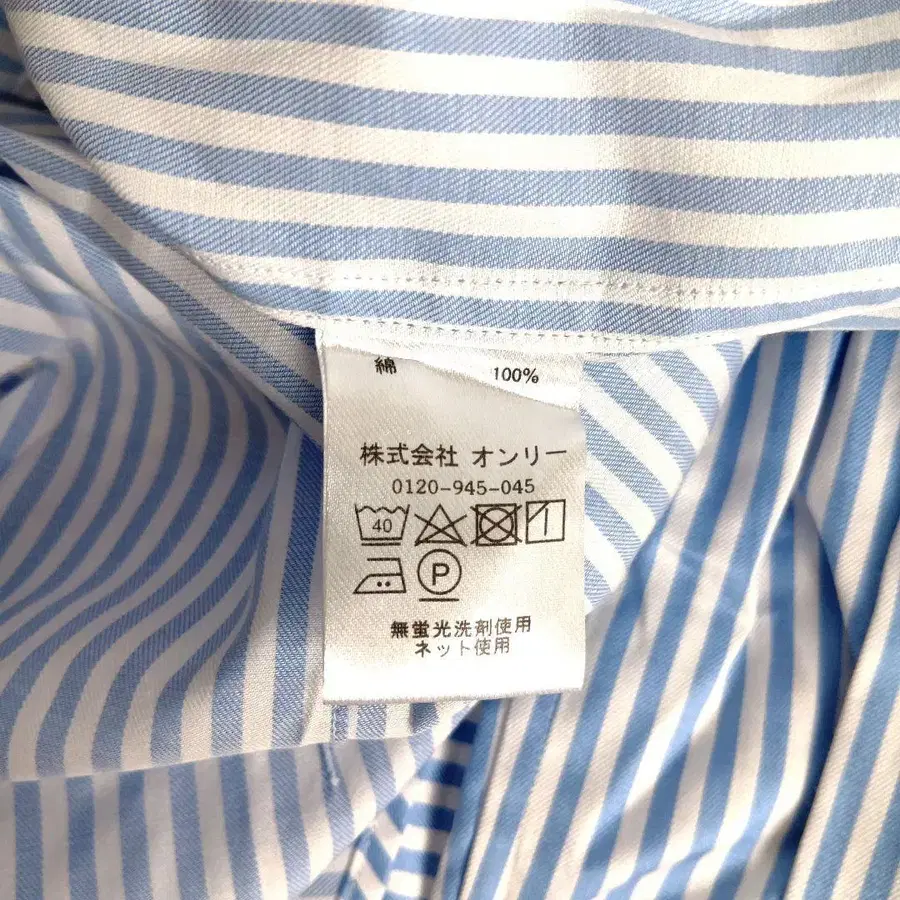 綿 100%
株式会社 オンリー
0120-945-045
40
P
無蛍光洗剤使用
ネット使用